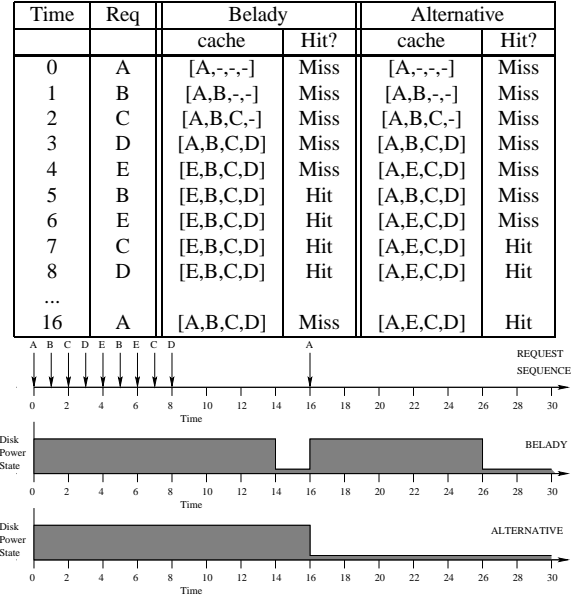 Time Req Belady Alternative
cache Hit? cache Hit?
0 A [A,-,-,-] Miss [A,-,-,-] Miss
1 B [A,B,-,-] Miss [A,B,-,-] Miss
2 C [A,B,C,-] Miss [A,B,C,-] Miss
3 D [A,B,C,D] Miss [A,B,C,D] Miss
4 E [E,B,C,D] Miss [A,E,C,D] Miss
5 B [E,B,C,D] Hit [A,B,C,D] Miss
6 E [E,B,C,D] Hit [A,E,C,D] Miss
7 C [E,B,C,D] Hit [A,E,C,D] Hit
8 D [E,B,C,D] Hit [A,E,C,D] Hit
...
16 A [A,B,C,D] Miss [A,E,C,D] Hit
A B C D E B E C D A
REQUEST
SEQUENCE
0 2 4 6 8 10 12 14 16 18 20 22 24 26 28 30
Time
Disk
Power
State
BELADY
0 2 4 6 8 10 12 14 16 18 20 22 24 26 28 30
Time
Disk
Power
State
ALTERNATIVE
0 2 4 6 8 10 12 14 16 18 20 22 24 26 28 30
Time